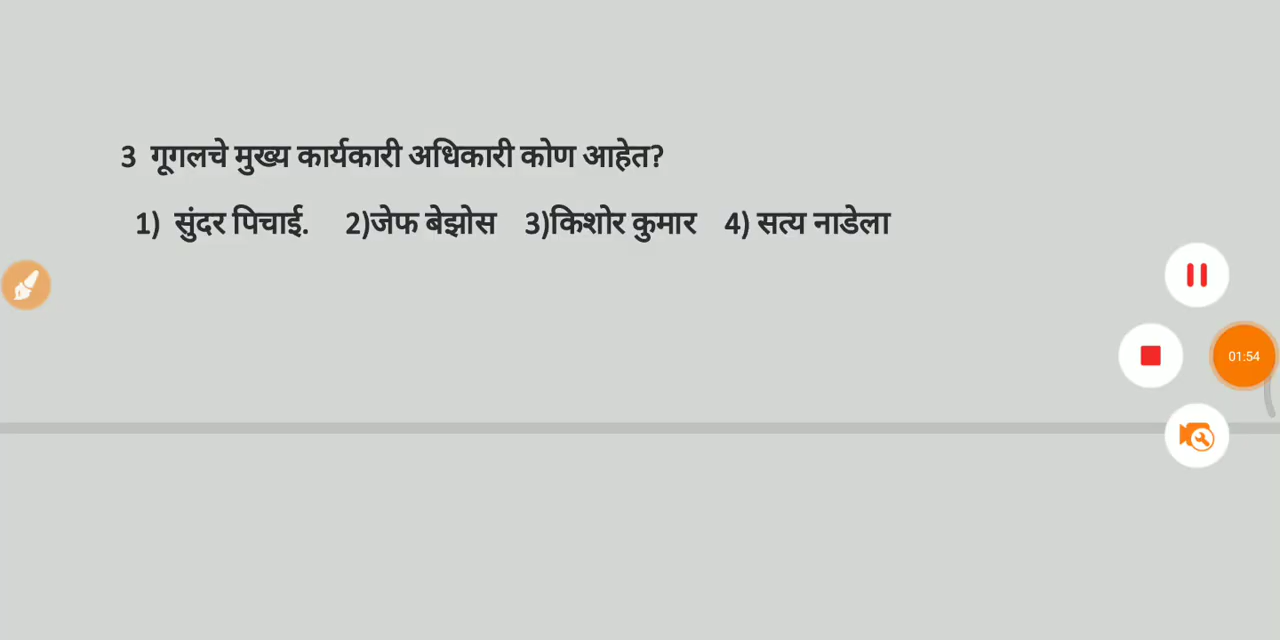 3 गूगलचे मुख्य कार्यकारी अधिकारी कोण आहेत?
1) सुंदर पिचाई. 2)जेफ बेझोस 3)किशोर कुमार 4) सत्य नाडेला
01:54